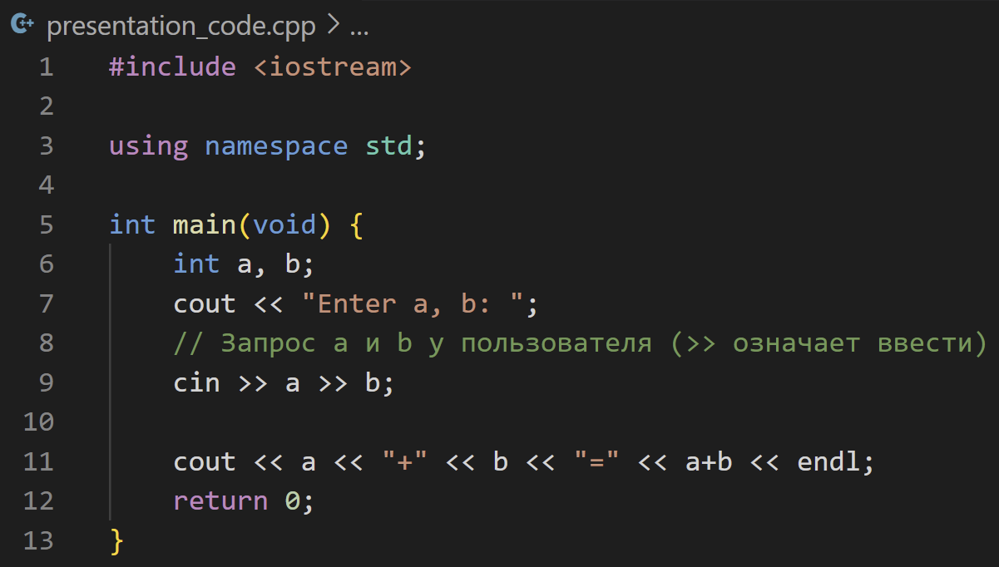 presentation_code.cpp > ...
1 #include <iostream>
2
3 using namespace std;
4
5 int main(void) {
6 int a, b;
7 cout << "Enter a, b: ";
8 // Запрос a и b у пользователя (>> означает ввести)
9 cin >> a >> b;
10
11 cout << a << "+" << b << "=" << a+b << endl;
12 return 0;
13 }